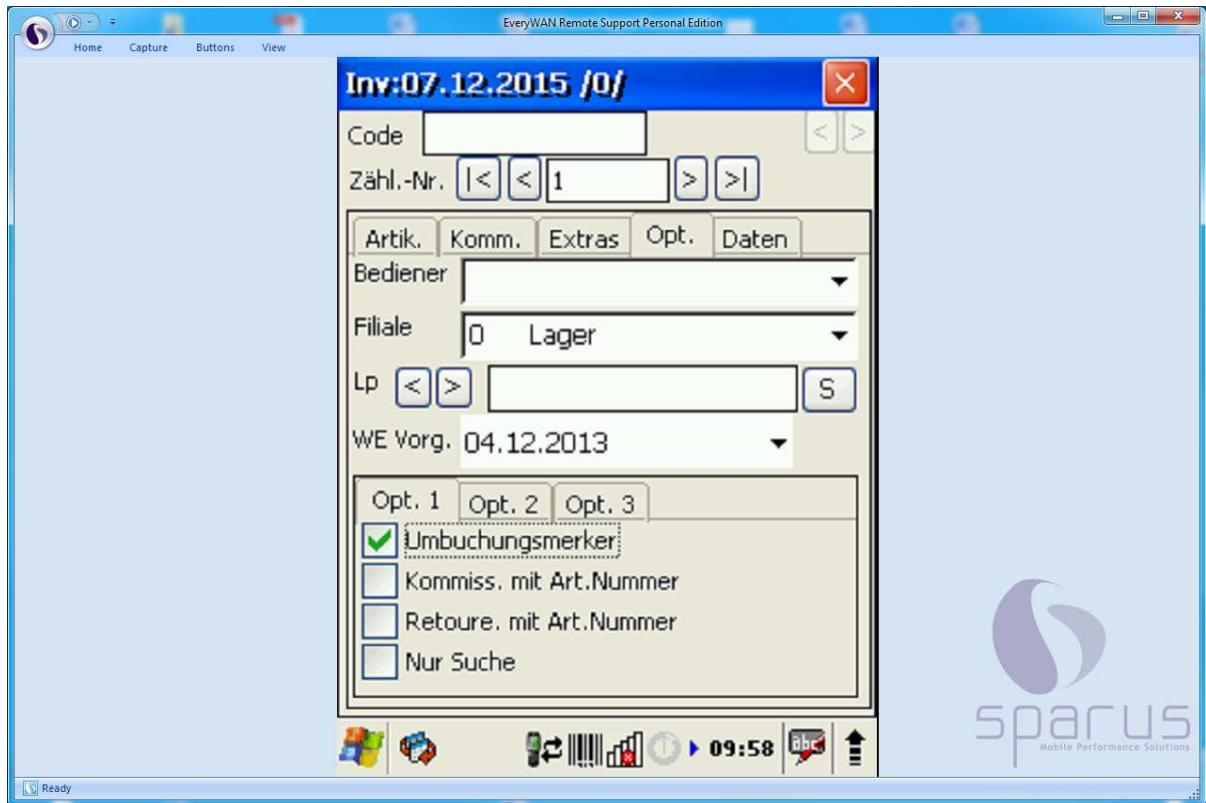 EveryWAN Remote Support Personal Edition
Home Capture Buttons View
Inv:07.12.2015 /0/
Code < >
Zähl.-Nr. |< < 1 > >|
Artik. Komm. Extras Opt. Daten
Bediener
Filiale 0 Lager
Lp < > S
WE Vorg. 04.12.2013
Opt. 1 Opt. 2 Opt. 3
Umbuchungsmerker
Kommiss. mit Art.Nummer
Retoure. mit Art.Nummer
Nur Suche
09:58 abc
sparus
Mobile Performance Solutions
Ready